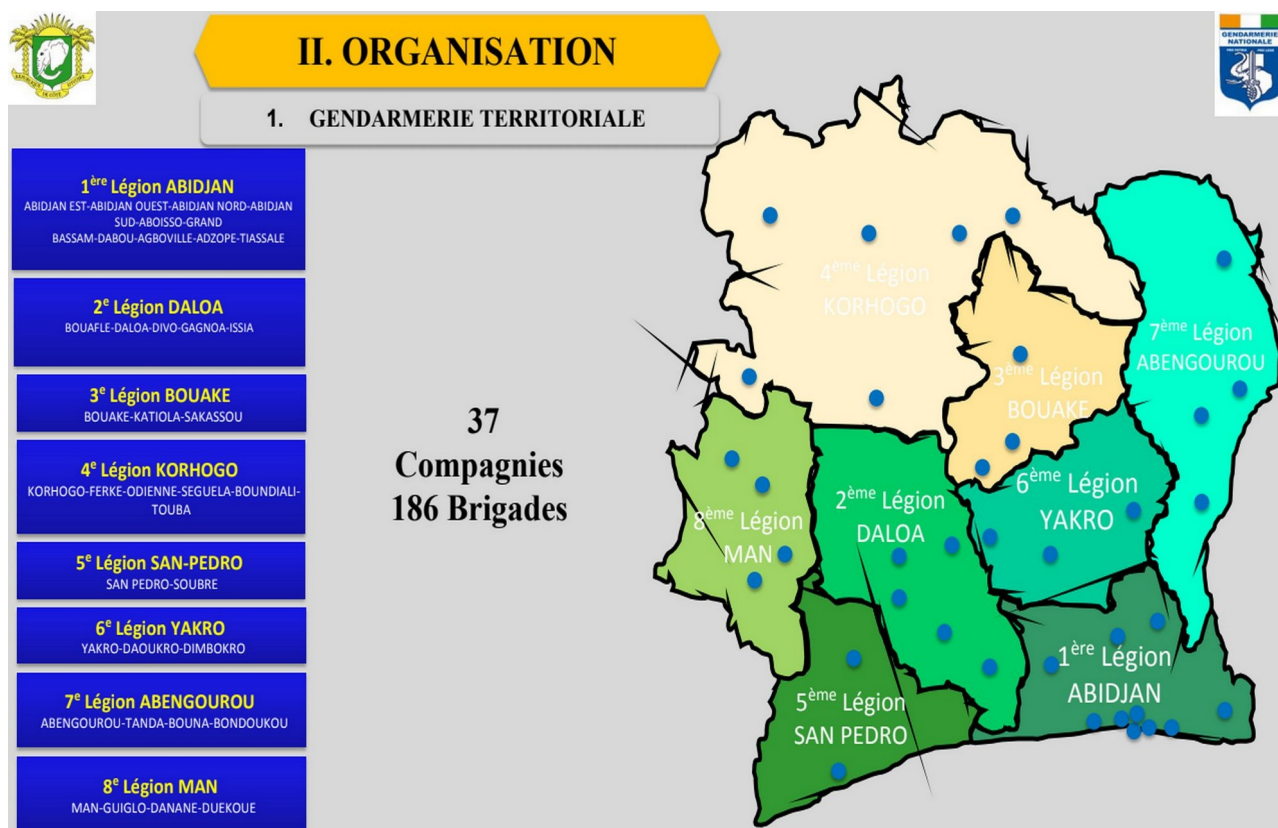 II. ORGANISATION
GENDARMERIE
NATIONALE
1. GENDARMERIE TERRITORIALE
1ère Légion ABIDJAN
ABIDJAN EST-ABIDJAN OUEST-ABIDJAN NORD-ABIDJAN
SUD-ABOISSO-GRAND
BASSAM-DABOU-AGBOVILLE-ADZOPE-TIASSALE
2e Légion DALOA
BOUAFLE-DALOA-DIVO-GAGNOA-ISSIA
3e Légion BOUAKE
BOUAKE-KATIOLA-SAKASSOU
4e Légion KORHOGO
KORHOGO-FERKE-ODIENNE-SEGUELA-BOUNDIALI-
TOUBA
5e Légion SAN-PEDRO
SAN PEDRO-SOUBRE
6e Légion YAKRO
YAKRO-DAOUKRO-DIMBOKRO
7e Légion ABENGOUROU
ABENGOUROU-TANDA-BOUNA-BONDOUKOU
8e Légion MAN
MAN-GUIGLO-DANANE-DUEKOUE
37
Compagnies
186 Brigades
4ème Légion
KORHOGO
7ème Légion
ABENGOUROU
3ème Légion
BOUAKE
6ème Légion
YAKRO
2ème Légion
DALOA
8ème Légion
MAN
1ère Légion
ABIDJAN
5ème Légion
SAN PEDRO